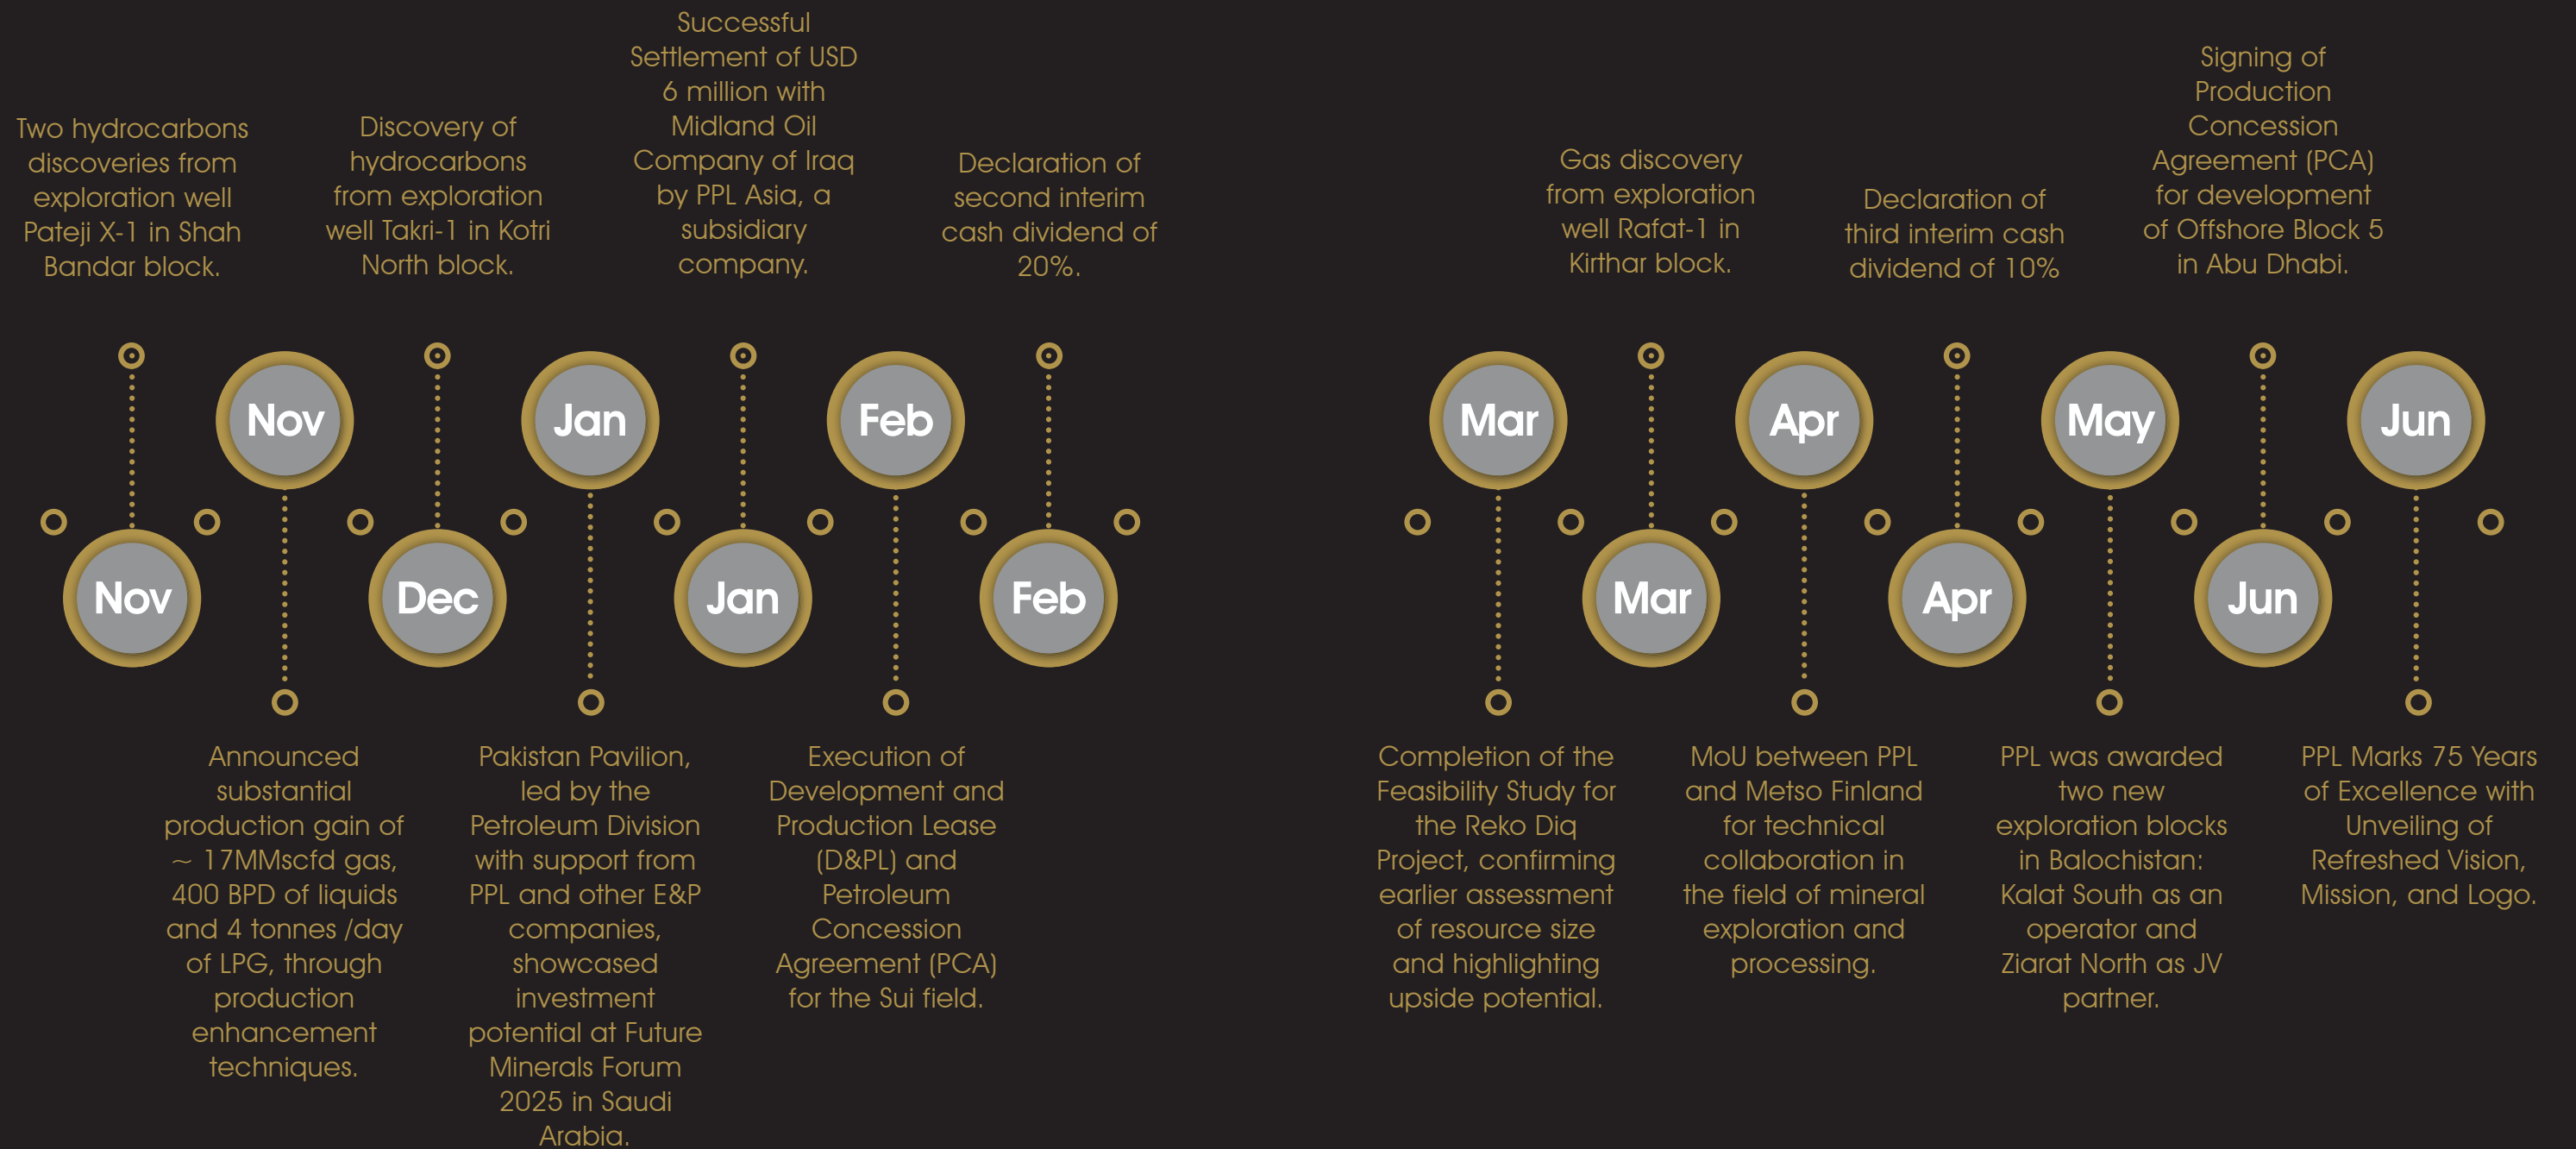 Two hydrocarbons
discoveries from
exploration well
Pateji X-1 in Shah
Bandar block.
Nov
Nov
Announced
substantial
production gain of
~ 17MMscfd gas,
400 BPD of liquids
and 4 tonnes /day
of LPG, through
production
enhancement
techniques.
Discovery of
hydrocarbons
from exploration
well Takri-1 in Kotri
North block.
Dec
Jan
Pakistan Pavilion,
led by the
Petroleum Division
with support from
PPL and other E&P
companies,
showcased
investment
potential at Future
Minerals Forum
2025 in Saudi
Arabia.
Successful
Settlement of USD
6 million with
Midland Oil
Company of Iraq
by PPL Asia, a
subsidiary
company.
Jan
Feb
Execution of
Development and
Production Lease
(D&PL) and
Petroleum
Concession
Agreement (PCA)
for the Sui field.
Declaration of
second interim
cash dividend of
20%.
Feb
Mar
Completion of the
Feasibility Study for
the Reko Diq
Project, confirming
earlier assessment
of resource size
and highlighting
upside potential.
Gas discovery
from exploration
well Rafat-1 in
Kirthar block.
Mar
Apr
MoU between PPL
and Metso Finland
for technical
collaboration in
the field of mineral
exploration and
processing.
Declaration of
third interim cash
dividend of 10%
Apr
May
PPL was awarded
two new
exploration blocks
in Balochistan:
Kalat South as an
operator and
Ziarat North as JV
partner.
Signing of
Production
Concession
Agreement (PCA)
for development
of Offshore Block 5
in Abu Dhabi.
Jun
Jun
PPL Marks 75 Years
of Excellence with
Unveiling of
Refreshed Vision,
Mission, and Logo.